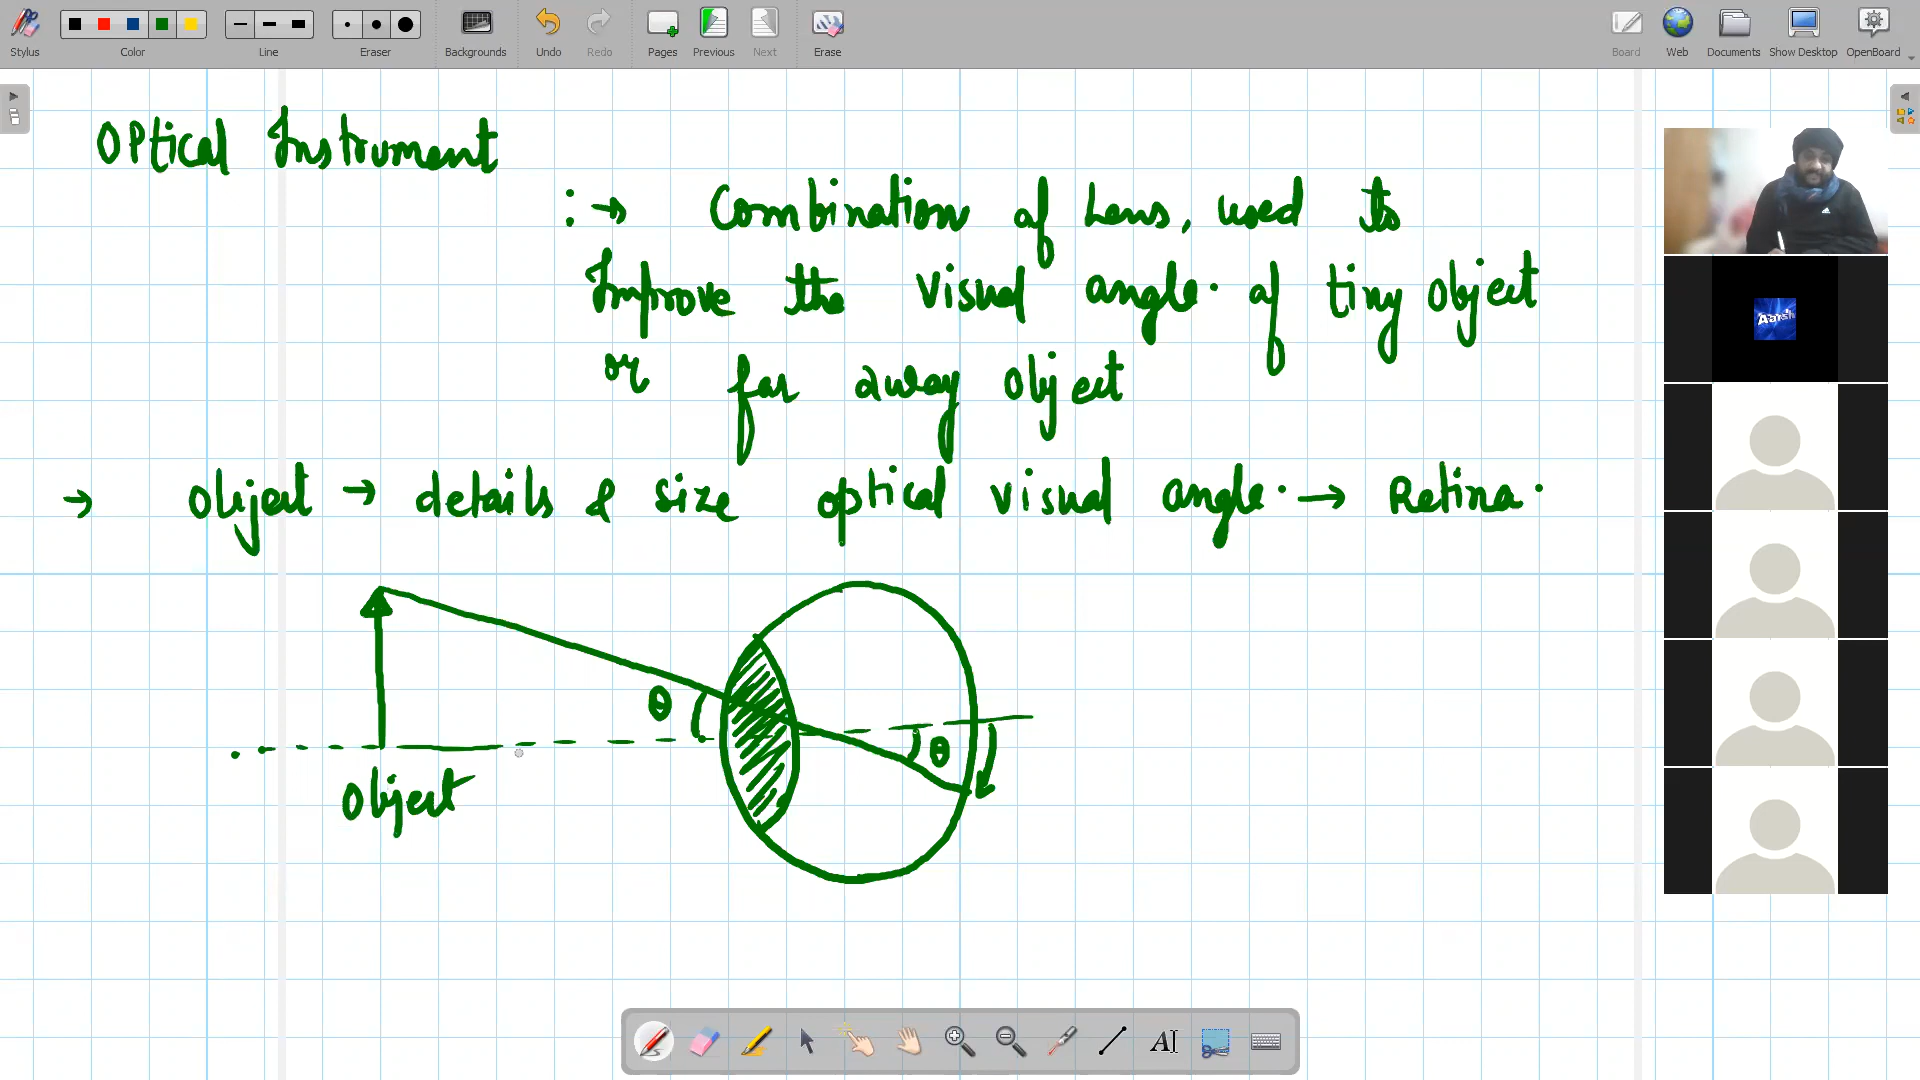 Stylus
Color
Line
Eraser
Backgrounds
Undo
Redo
Pages
Previous
Next
Erase
Board
Web
Documents
Show Desktop
OpenBoard
Optical Instrument
:→ Combination of Lens, used to
Improve the visual angle. of tiny object
or far away object
→ object → details & size optical visual angle. → Retina.
θ
θ
object
Aarsh
AI